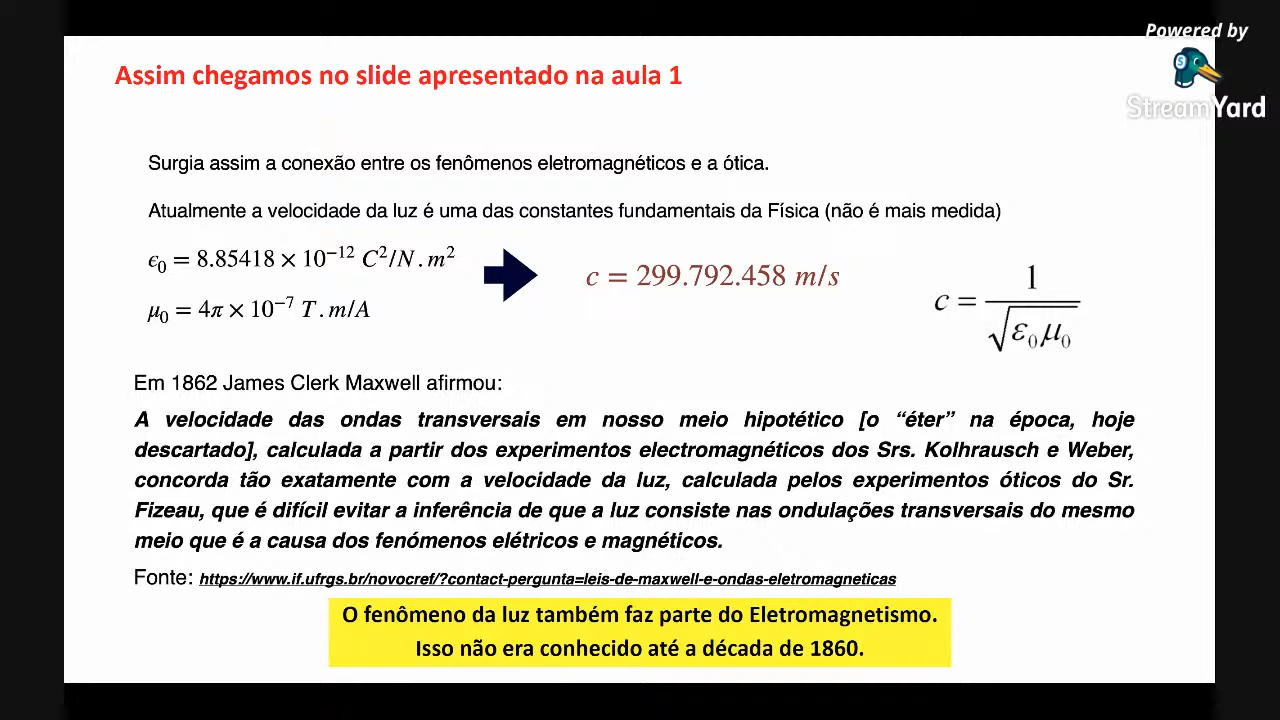 Powered by
StreamYard
Assim chegamos no slide apresentado na aula 1
Surgia assim a conexão entre os fenômenos eletromagnéticos e a ótica.
Atualmente a velocidade da luz é uma das constantes fundamentais da Física (não é mais medida)
ϵ₀ = 8.85418 × 10⁻¹² C²/N . m²
μ₀ = 4π × 10⁻⁷ T . m/A
c = 299.792.458 m/s
c = 1/√(ε₀μ₀)
Em 1862 James Clerk Maxwell afirmou:
A velocidade das ondas transversais em nosso meio hipotético [o “éter” na época, hoje
descartado], calculada a partir dos experimentos electromagnéticos dos Srs. Kolhrausch e Weber,
concorda tão exatamente com a velocidade da luz, calculada pelos experimentos óticos do Sr.
Fizeau, que é difícil evitar a inferência de que a luz consiste nas ondulações transversais do mesmo
meio que é a causa dos fenómenos elétricos e magnéticos.
Fonte: https://www.if.ufrgs.br/novocref/?contact-pergunta=leis-de-maxwell-e-ondas-eletromagneticas
O fenômeno da luz também faz parte do Eletromagnetismo.
Isso não era conhecido até a década de 1860.